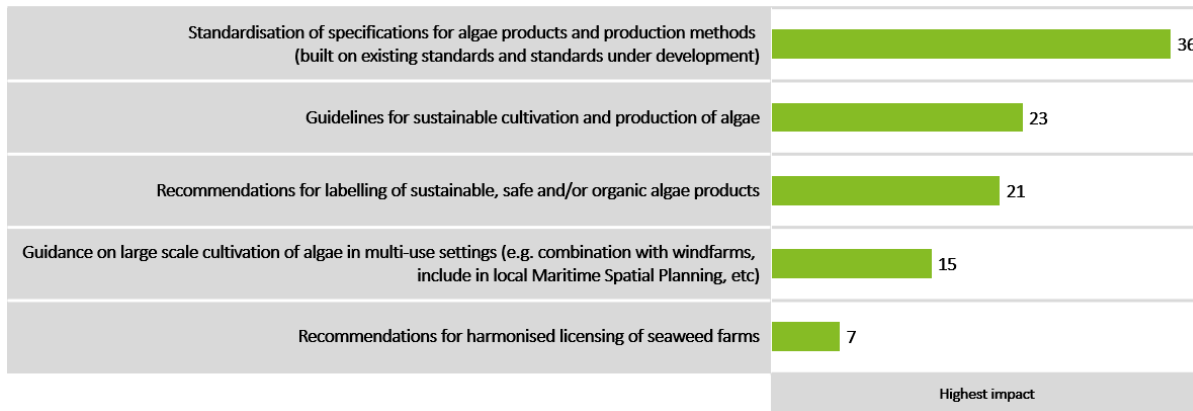 Standardisation of specifications for algae products and production methods
(built on existing standards and standards under development)
36
Guidelines for sustainable cultivation and production of algae
23
Recommendations for labelling of sustainable, safe and/or organic algae products
21
Guidance on large scale cultivation of algae in multi-use settings (e.g. combination with windfarms,
include in local Maritime Spatial Planning, etc)
15
Recommendations for harmonised licensing of seaweed farms
7
Highest impact